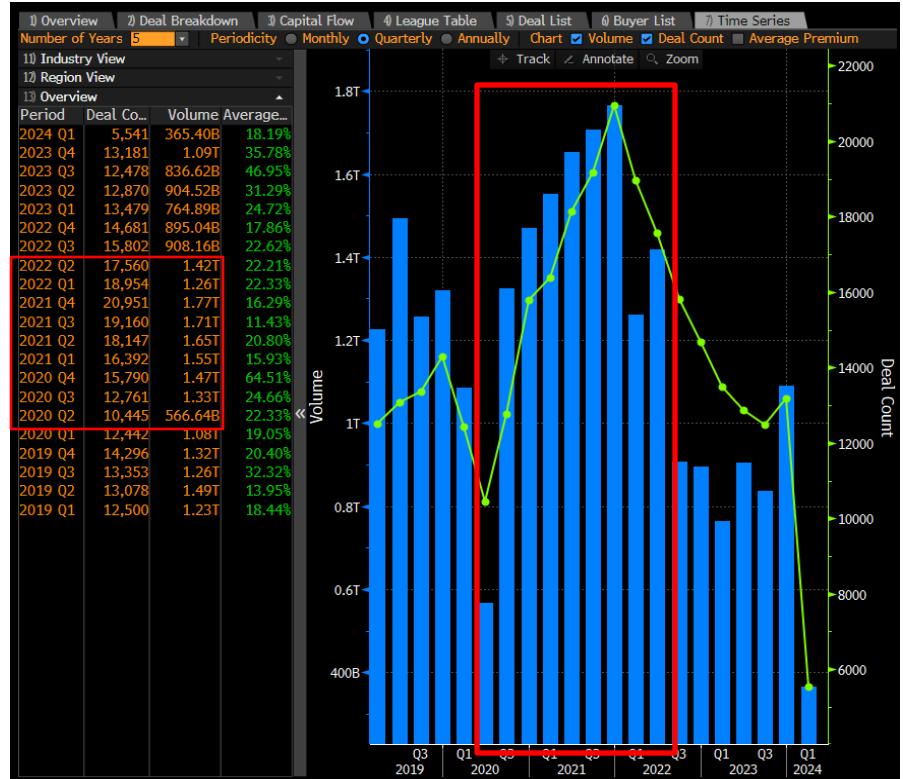 1) Overview 2) Deal Breakdown 3) Capital Flow 4) League Table 5) Deal List 6) Buyer List 7) Time Series
Number of Years 5 Periodicity Monthly Quarterly Annually Chart Volume Deal Count Average Premium
11) Industry View
12) Region View
13) Overview
Period Deal Co... Volume Average...
2024 Q1 5,541 365.40B 18.19%
2023 Q4 13,181 1.09T 35.78%
2023 Q3 12,478 836.62B 46.95%
2023 Q2 12,870 904.52B 31.29%
2023 Q1 13,479 764.89B 24.72%
2022 Q4 14,681 895.04B 17.86%
2022 Q3 15,802 908.16B 22.62%
2022 Q2 17,560 1.42T 22.21%
2022 Q1 18,954 1.26T 22.33%
2021 Q4 20,951 1.77T 16.29%
2021 Q3 19,160 1.71T 11.43%
2021 Q2 18,147 1.65T 20.80%
2021 Q1 16,392 1.55T 15.93%
2020 Q4 15,790 1.47T 64.51%
2020 Q3 12,761 1.33T 24.66%
2020 Q2 10,445 566.64B 22.33%
2020 Q1 12,442 1.08T 19.05%
2019 Q4 14,296 1.32T 20.40%
2019 Q3 13,353 1.26T 32.32%
2019 Q2 13,078 1.49T 13.95%
2019 Q1 12,500 1.23T 18.44%
«
Track Annotate Zoom
Volume
1.8T
1.6T
1.4T
1.2T
1T
0.8T
0.6T
400B
22000
20000
18000
16000
14000
12000
10000
8000
6000
Deal Count
Q3 Q1 Q3 Q1 Q3 Q1 Q3 Q1 Q3 Q1
2019 2020 2021 2022 2023 2024